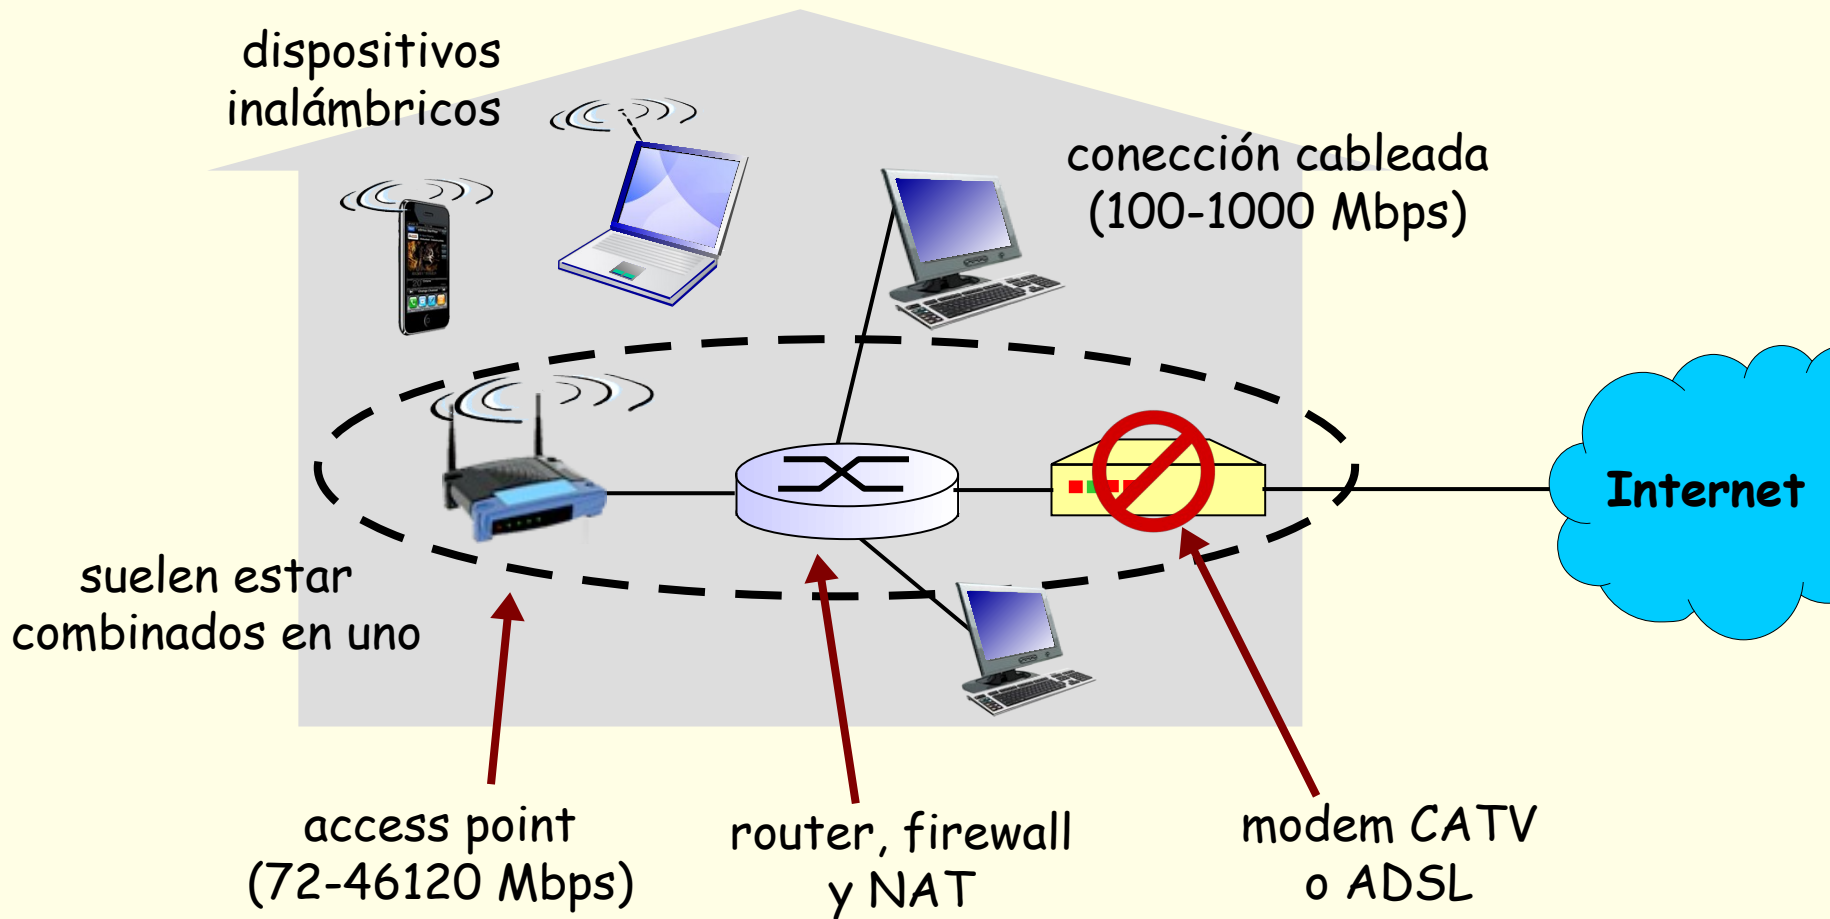 dispositivos
inalámbricos
conección cableada
(100-1000 Mbps)
Internet
suelen estar
combinados en uno
access point
(72-46120 Mbps)
router, firewall
y NAT
modem CATV
o ADSL